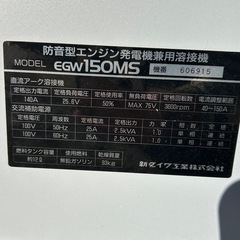 防音型エンジン発電機兼用溶接機
MODEL EGW150MS 機番 606915
直流アーク溶接機
定格出力電流 定格負荷電圧 定格使用率 最高無負荷電圧 定格回転数 電流調整範囲
140A 25.6V 50% MAX 75V 3600rpm 40~150A
交流補助電源
定格電圧 周波数 定格電流 定格出力 力率 相数
100V 50Hz 25A 2.5kVA 1.0 単相
100V 60Hz 25A 2.5kVA 1.0 単相
燃料容量 使用燃料 乾燥質量
約12ℓ ガソリン 93kg
新ダイワ工業株式会社